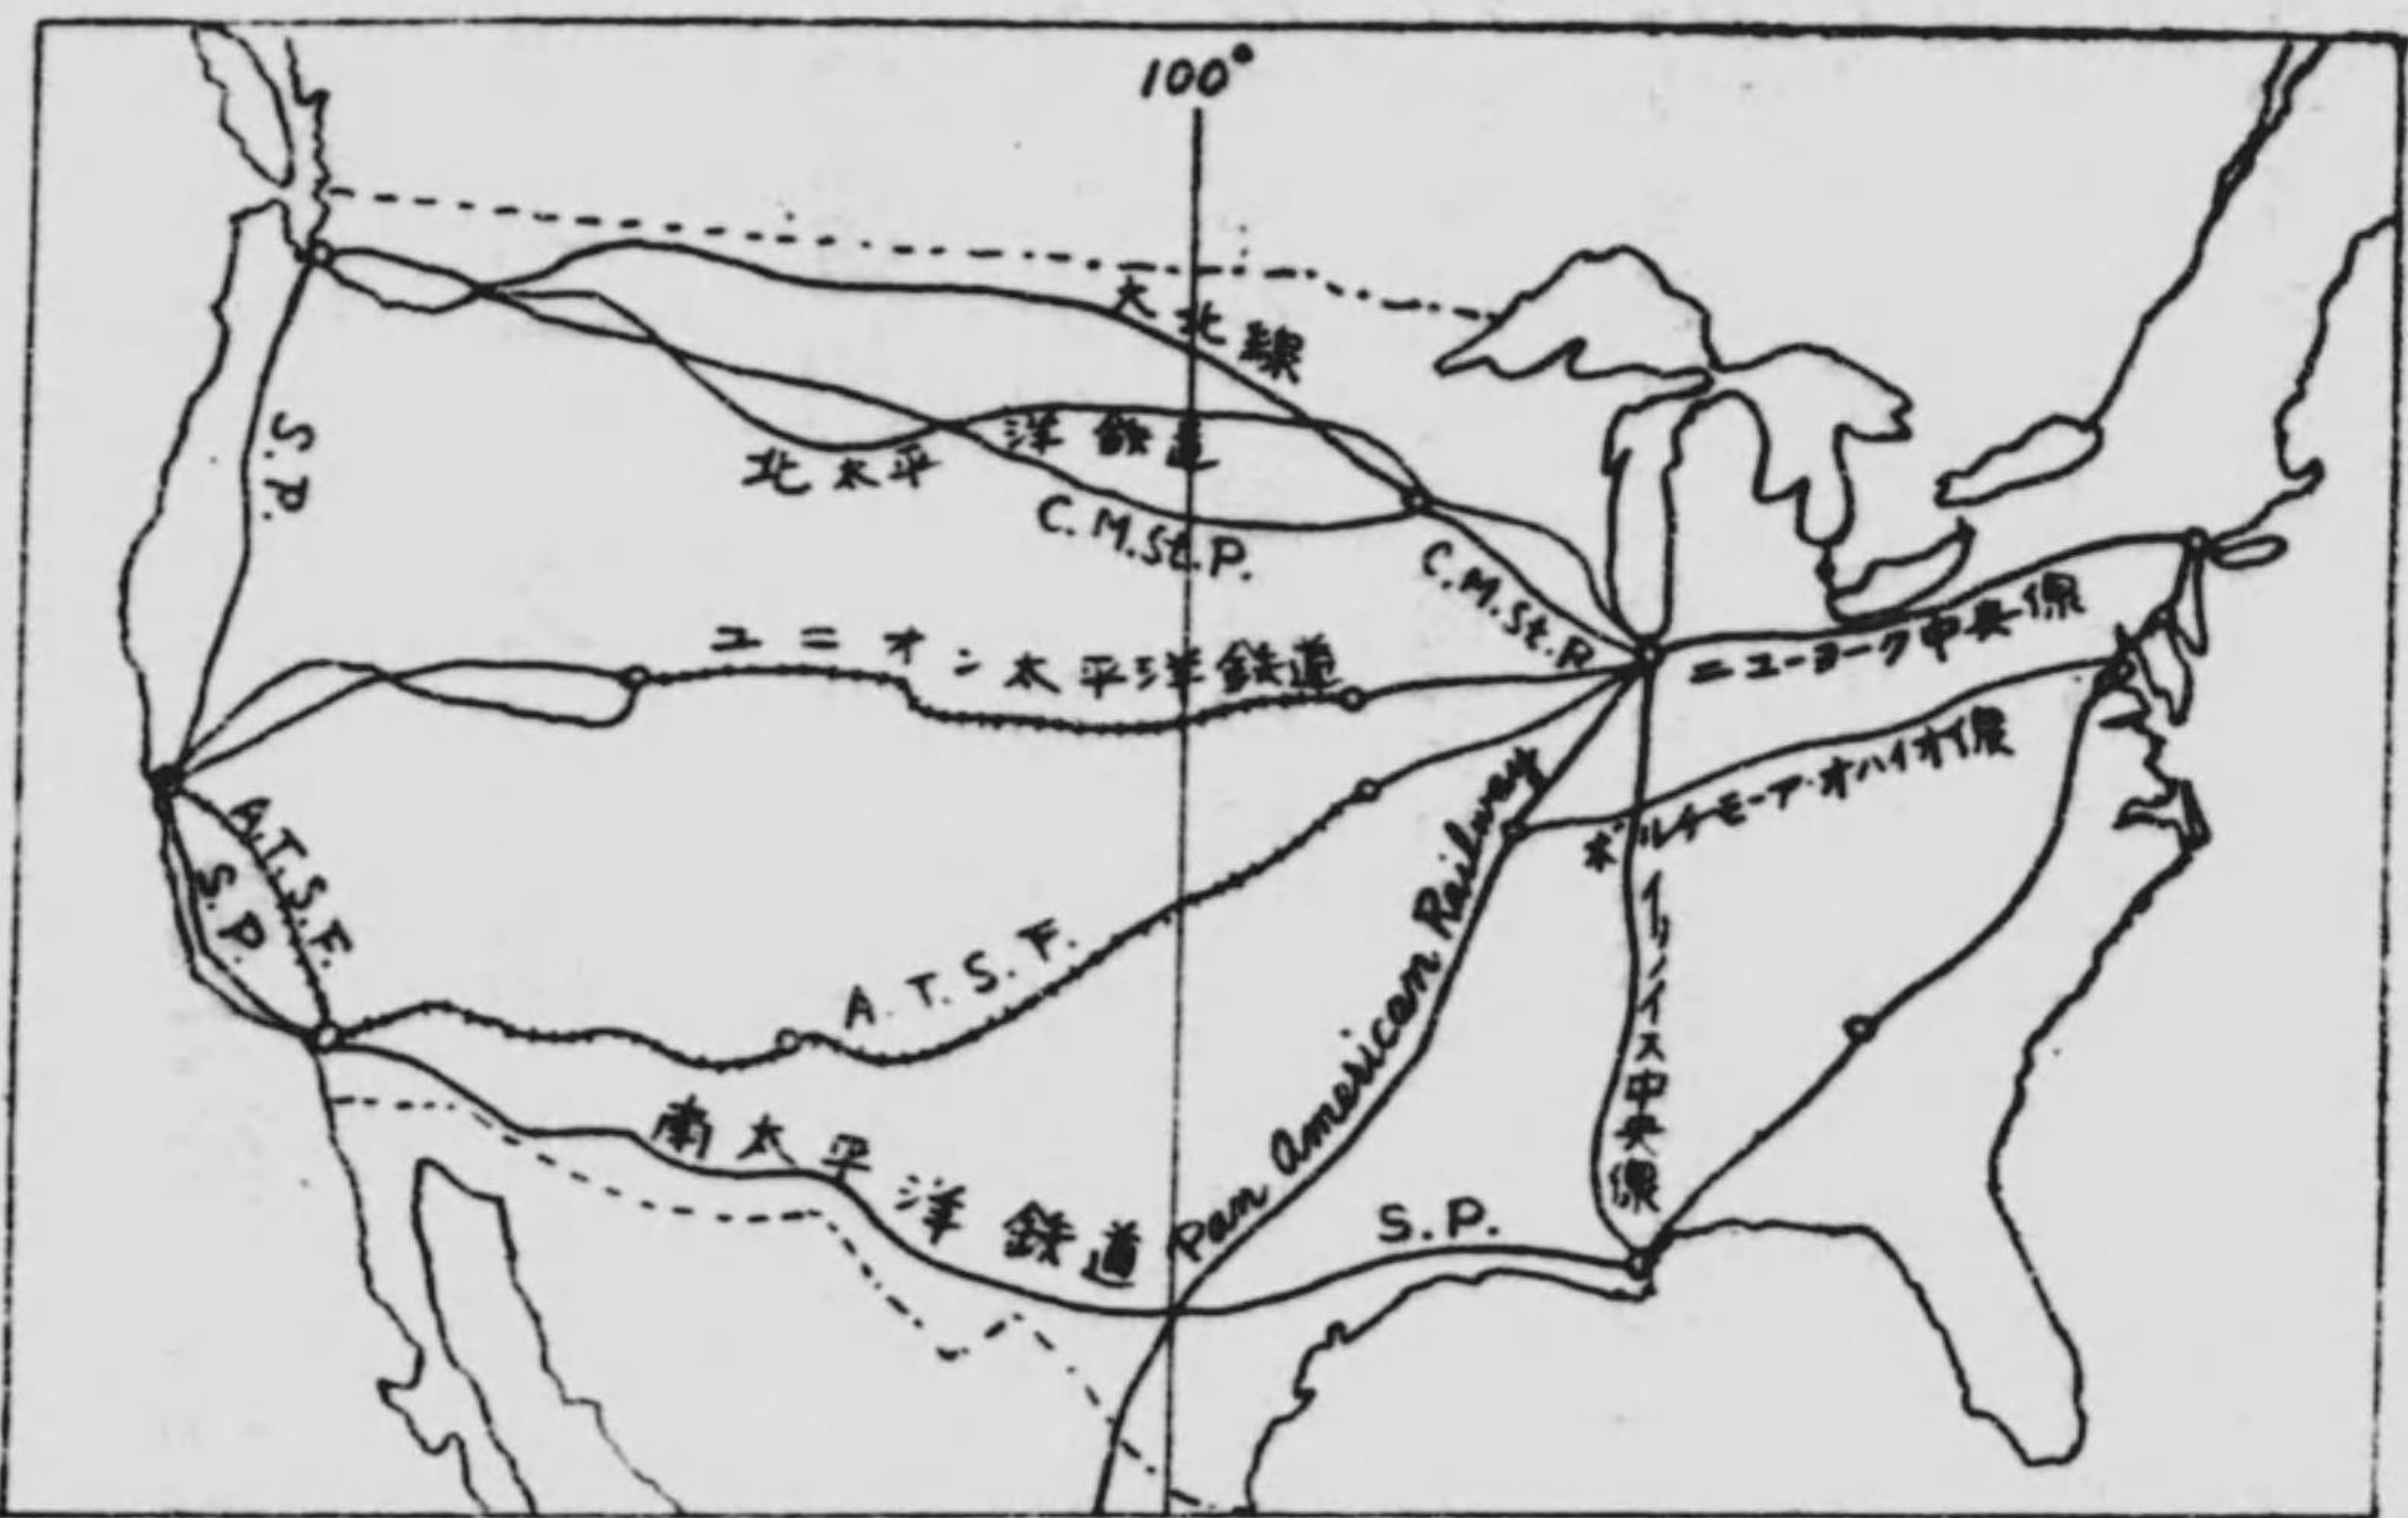 100°
大北線
S.P.
北太平洋鉄道
C.M.St.P.
C.M.St.P.
ユニオン太平洋鉄道
ニューヨーク中央線
ボルチモーア・オハイオ線
A.T.S.F.
S.P.
A.T.S.F.
Pan American Railway
イリノイス中央線
南太平洋鉄道
S.P.